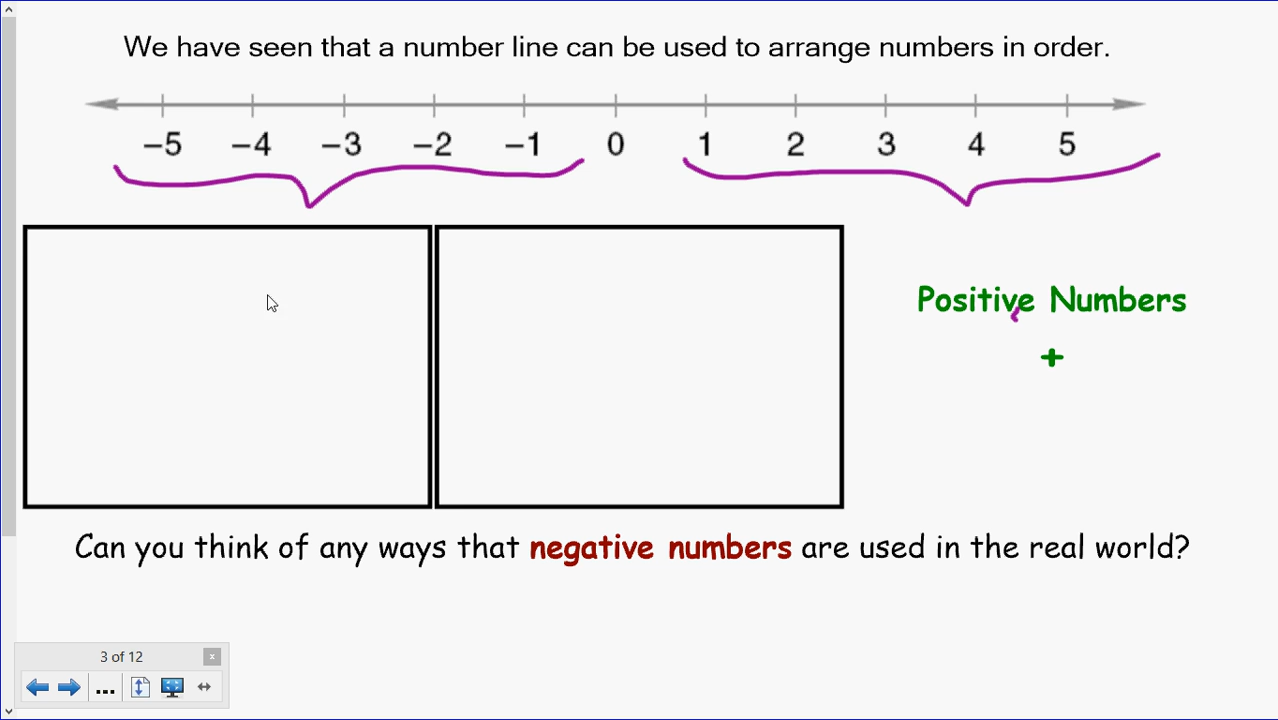 We have seen that a number line can be used to arrange numbers in order.
−5 −4 −3 −2 −1 0 1 2 3 4 5
Positive Numbers
+
Can you think of any ways that negative numbers are used in the real world?
3 of 12